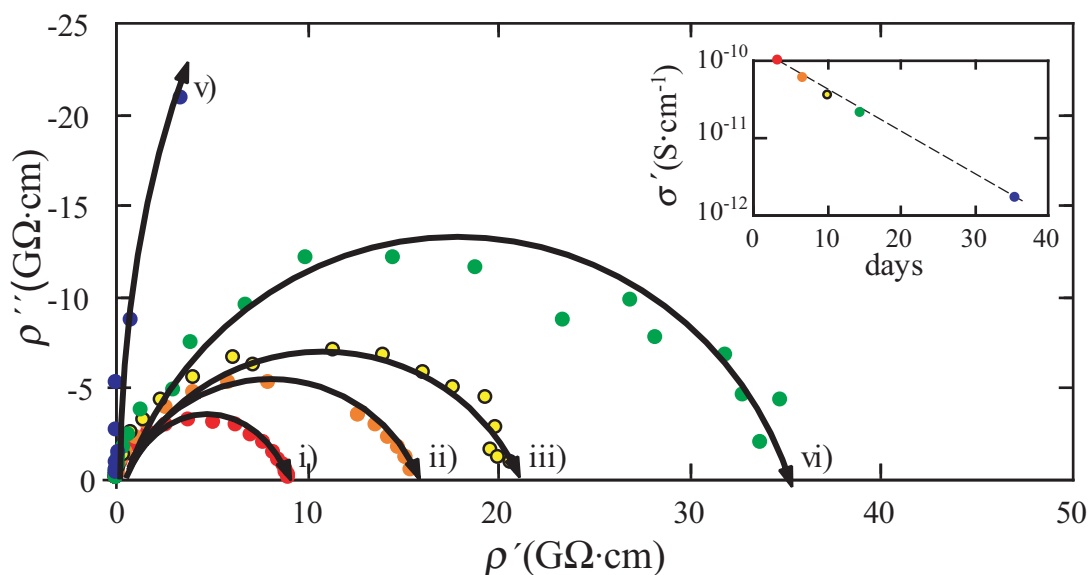 -25
-20
-15
-10
-5
0
ρ´´(GΩ·cm)
0
10
20
30
40
50
ρ´(GΩ·cm)
v)
i)
ii)
iii)
vi)
10-10
10-11
10-12
σ´(S·cm-1)
0
10
20
30
40
days